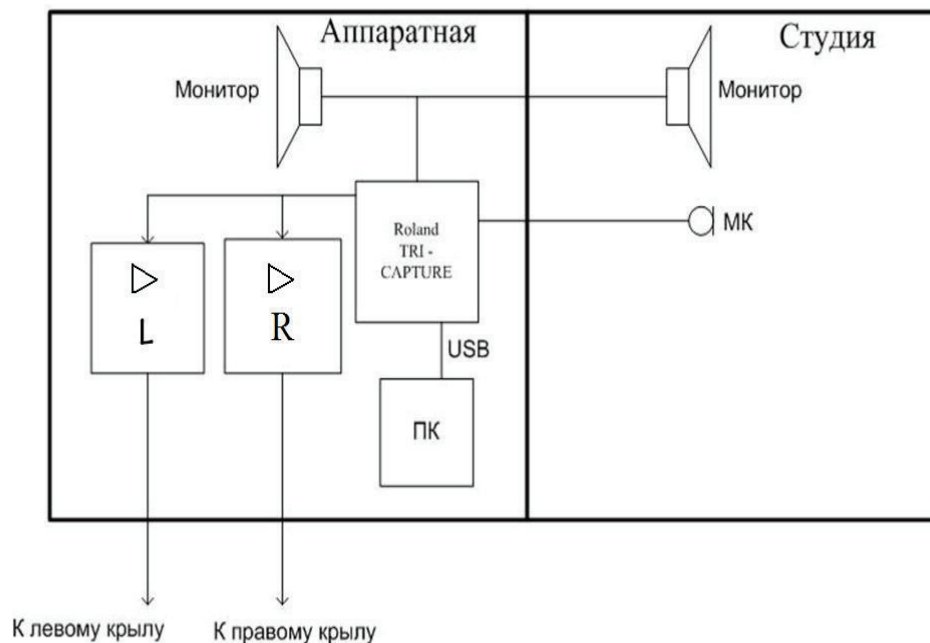 Аппаратная
Студия
Монитор
Монитор
Roland
TRI -
CAPTURE
МК
L
R
USB
ПК
К левому крылу
К правому крылу